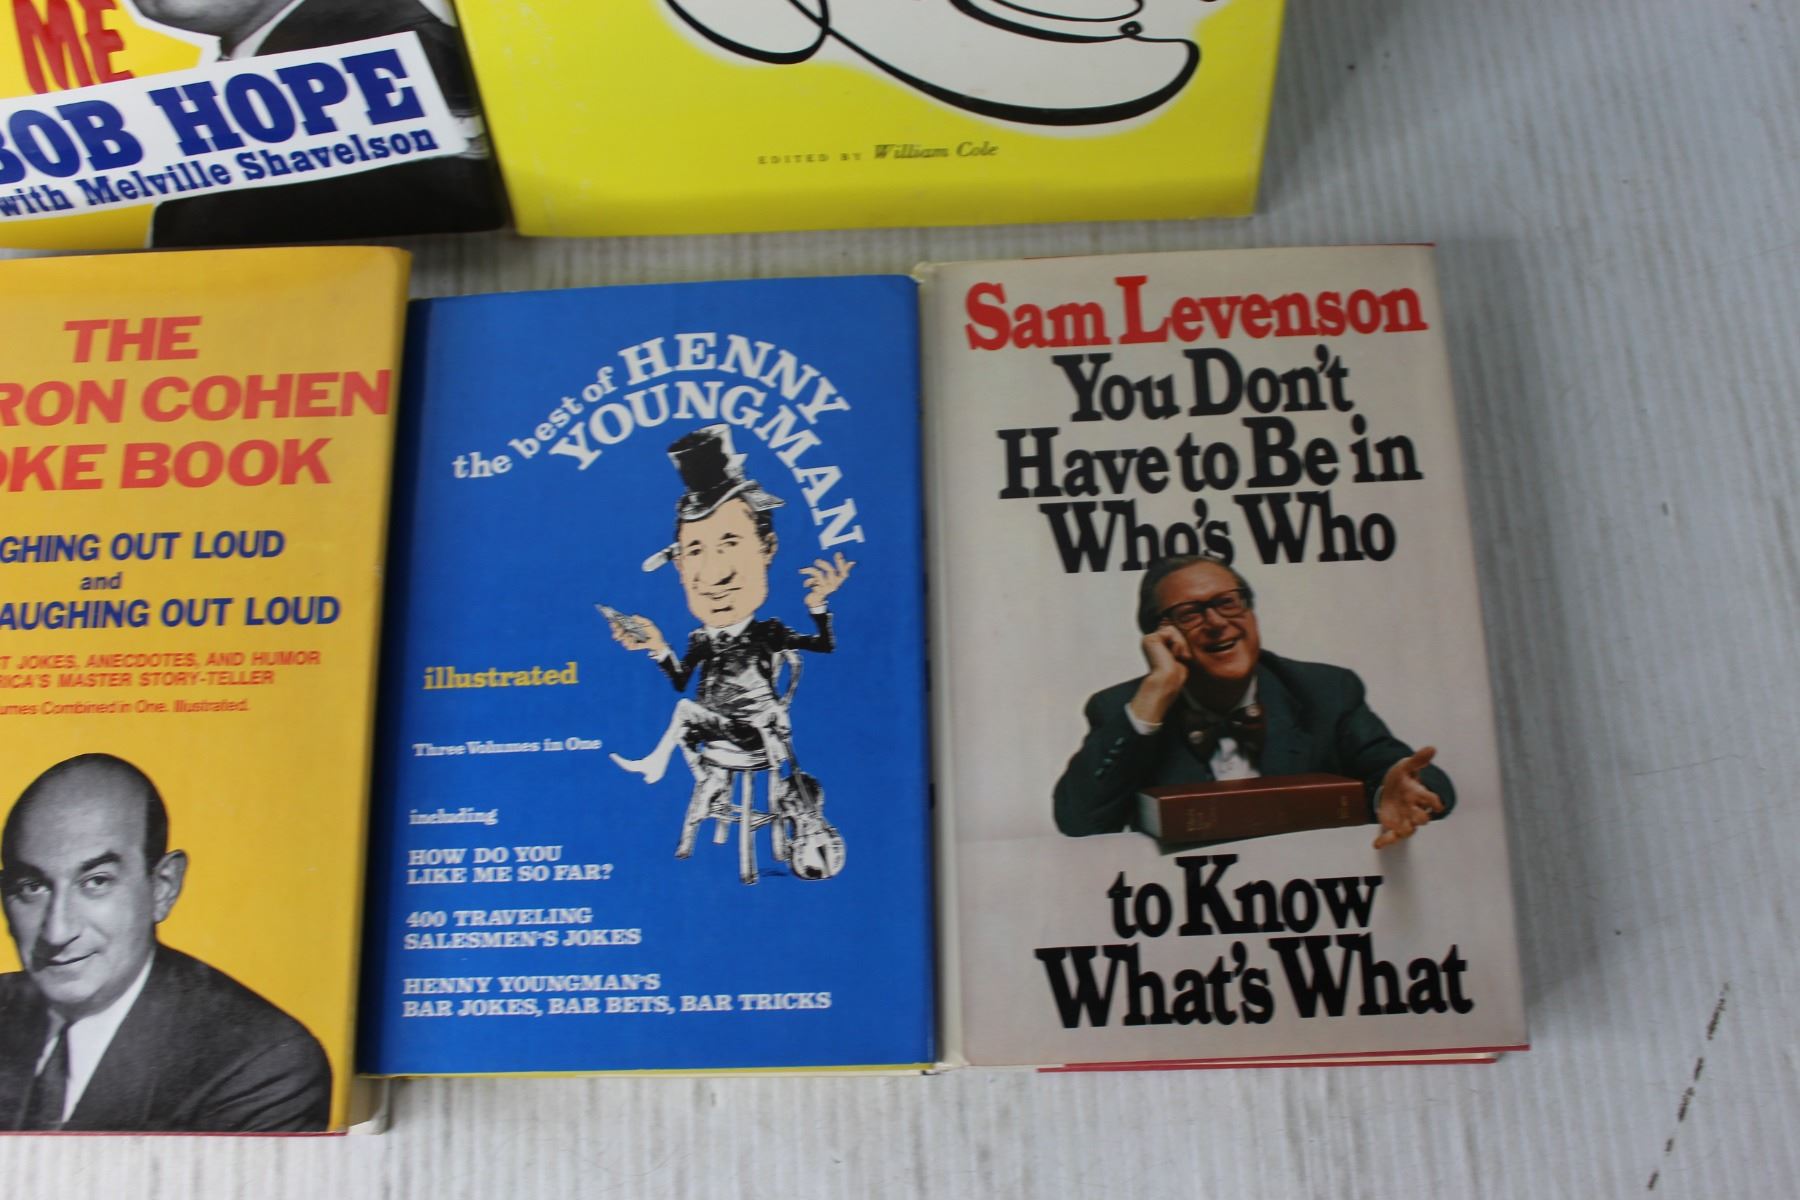 ME
BOB HOPE
with Melville Shavelson
EDITED BY William Cole
THE
RON COHEN
OKE BOOK
GHING OUT LOUD
and
AUGHING OUT LOUD
T JOKES, ANECDOTES, AND HUMOR
RICA'S MASTER STORY-TELLER
umes Combined in One. Illustrated.
the best of HENNY
YOUNGMAN
illustrated
Three Volumes in One
including
HOW DO YOU
LIKE ME SO FAR?
400 TRAVELING
SALESMEN'S JOKES
HENNY YOUNGMAN'S
BAR JOKES, BAR BETS, BAR TRICKS
Sam Levenson
You Don't
Have to Be in
Who's Who
to Know
What's What